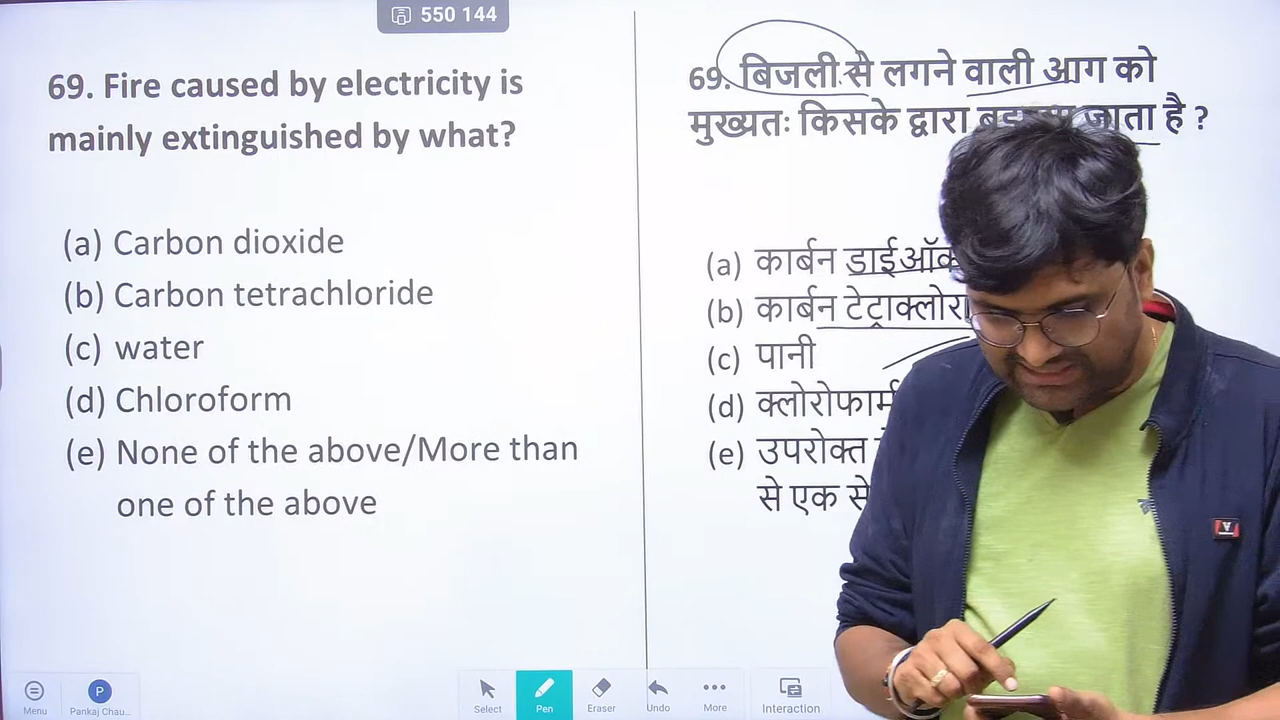 550 144
69. Fire caused by electricity is
mainly extinguished by what?
(a) Carbon dioxide
(b) Carbon tetrachloride
(c) water
(d) Chloroform
(e) None of the above/More than
one of the above
69. बिजली से लगने वाली आग को
मुख्यतः किसके द्वारा जाता है ?
(a) कार्बन
(b) कार्बन
(c) पानी
(d) क्लोरोफार्म
(e) उपरोक्त
से एक से
Menu
Pankaj Chau...
Select
Pen
Eraser
Undo
More
Interaction